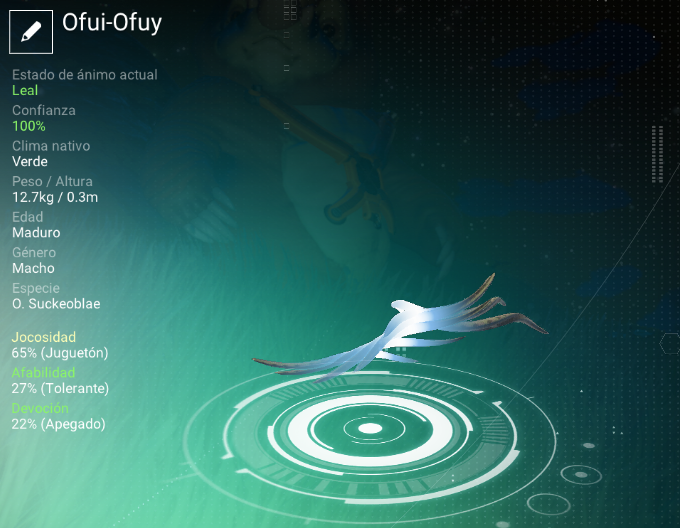 Ofui-Ofuy
Estado de ánimo actual
Leal
Confianza
100%
Clima nativo
Verde
Peso / Altura
12.7kg / 0.3m
Edad
Maduro
Género
Macho
Especie
O. Suckeoblae
Jocosidad
65% (Juguetón)
Afabilidad
27% (Tolerante)
Devoción
22% (Apegado)